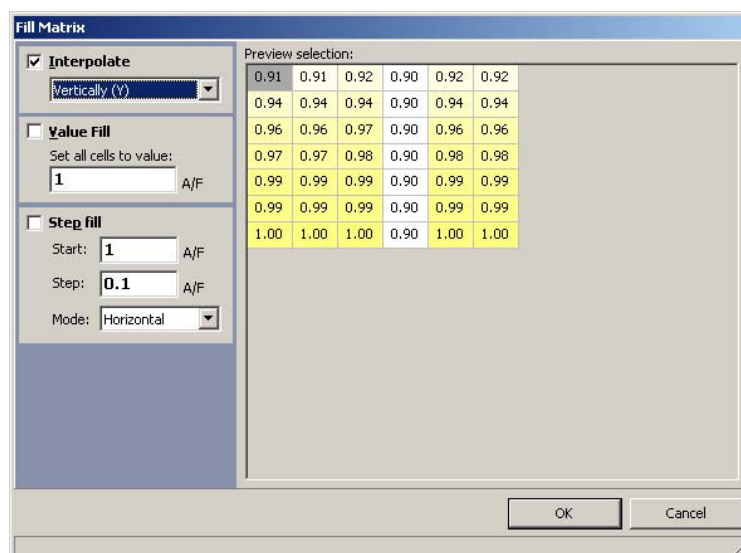 Fill Matrix
Interpolate
Vertically (Y)
Value Fill
Set all cells to value:
1 A/F
Step fill
Start: 1 A/F
Step: 0.1 A/F
Mode: Horizontal
Preview selection:
0.91 0.91 0.92 0.90 0.92 0.92
0.94 0.94 0.94 0.90 0.94 0.94
0.96 0.96 0.97 0.90 0.96 0.96
0.97 0.97 0.98 0.90 0.98 0.98
0.99 0.99 0.99 0.90 0.99 0.99
0.99 0.99 0.99 0.90 0.99 0.99
1.00 1.00 1.00 0.90 1.00 1.00
OK Cancel